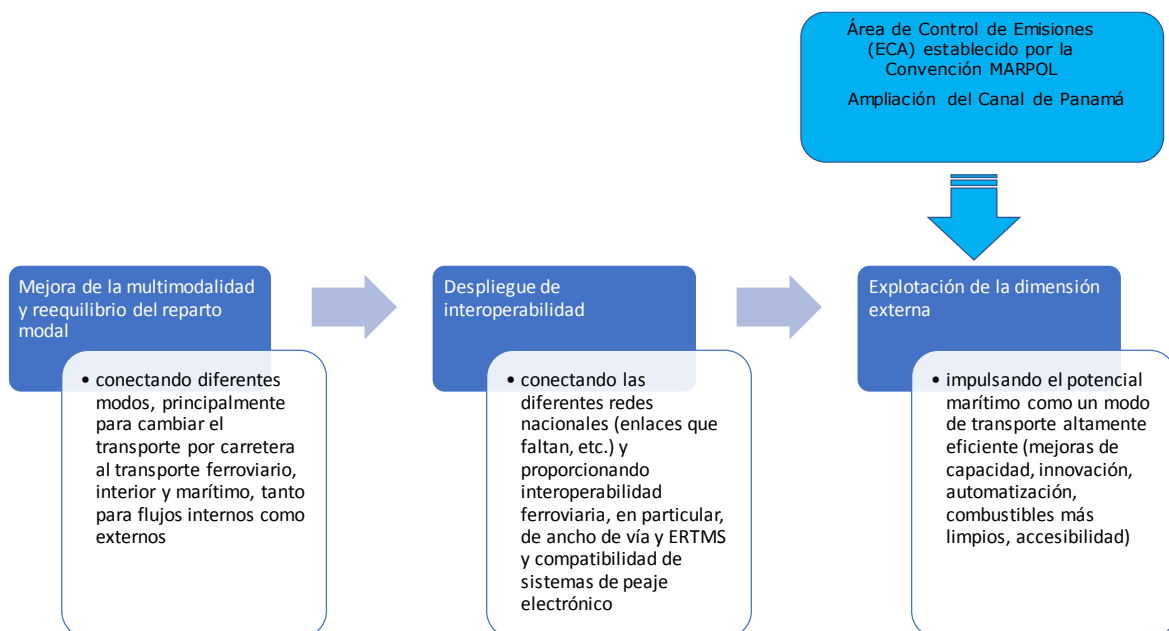 Área de Control de Emisiones
(ECA) establecido por la
Convención MARPOL
Ampliación del Canal de Panamá
Mejora de la multimodalidad
y reequilibrio del reparto
modal
• conectando diferentes
modos, principalmente
para cambiar el
transporte por carretera
al transporte ferroviario,
interior y marítimo, tanto
para flujos internos como
externos
Despliegue de
interoperabilidad
• conectando las
diferentes redes
nacionales (enlaces que
faltan, etc.) y
proporcionando
interoperabilidad
ferroviaria, en particular,
de ancho de vía y ERTMS
y compatibilidad de
sistemas de peaje
electrónico
Explotación de la dimensión
externa
• impulsando el potencial
marítimo como un modo
de transporte altamente
eficiente (mejoras de
capacidad, innovación,
automatización,
combustibles más
limpios, accesibilidad)